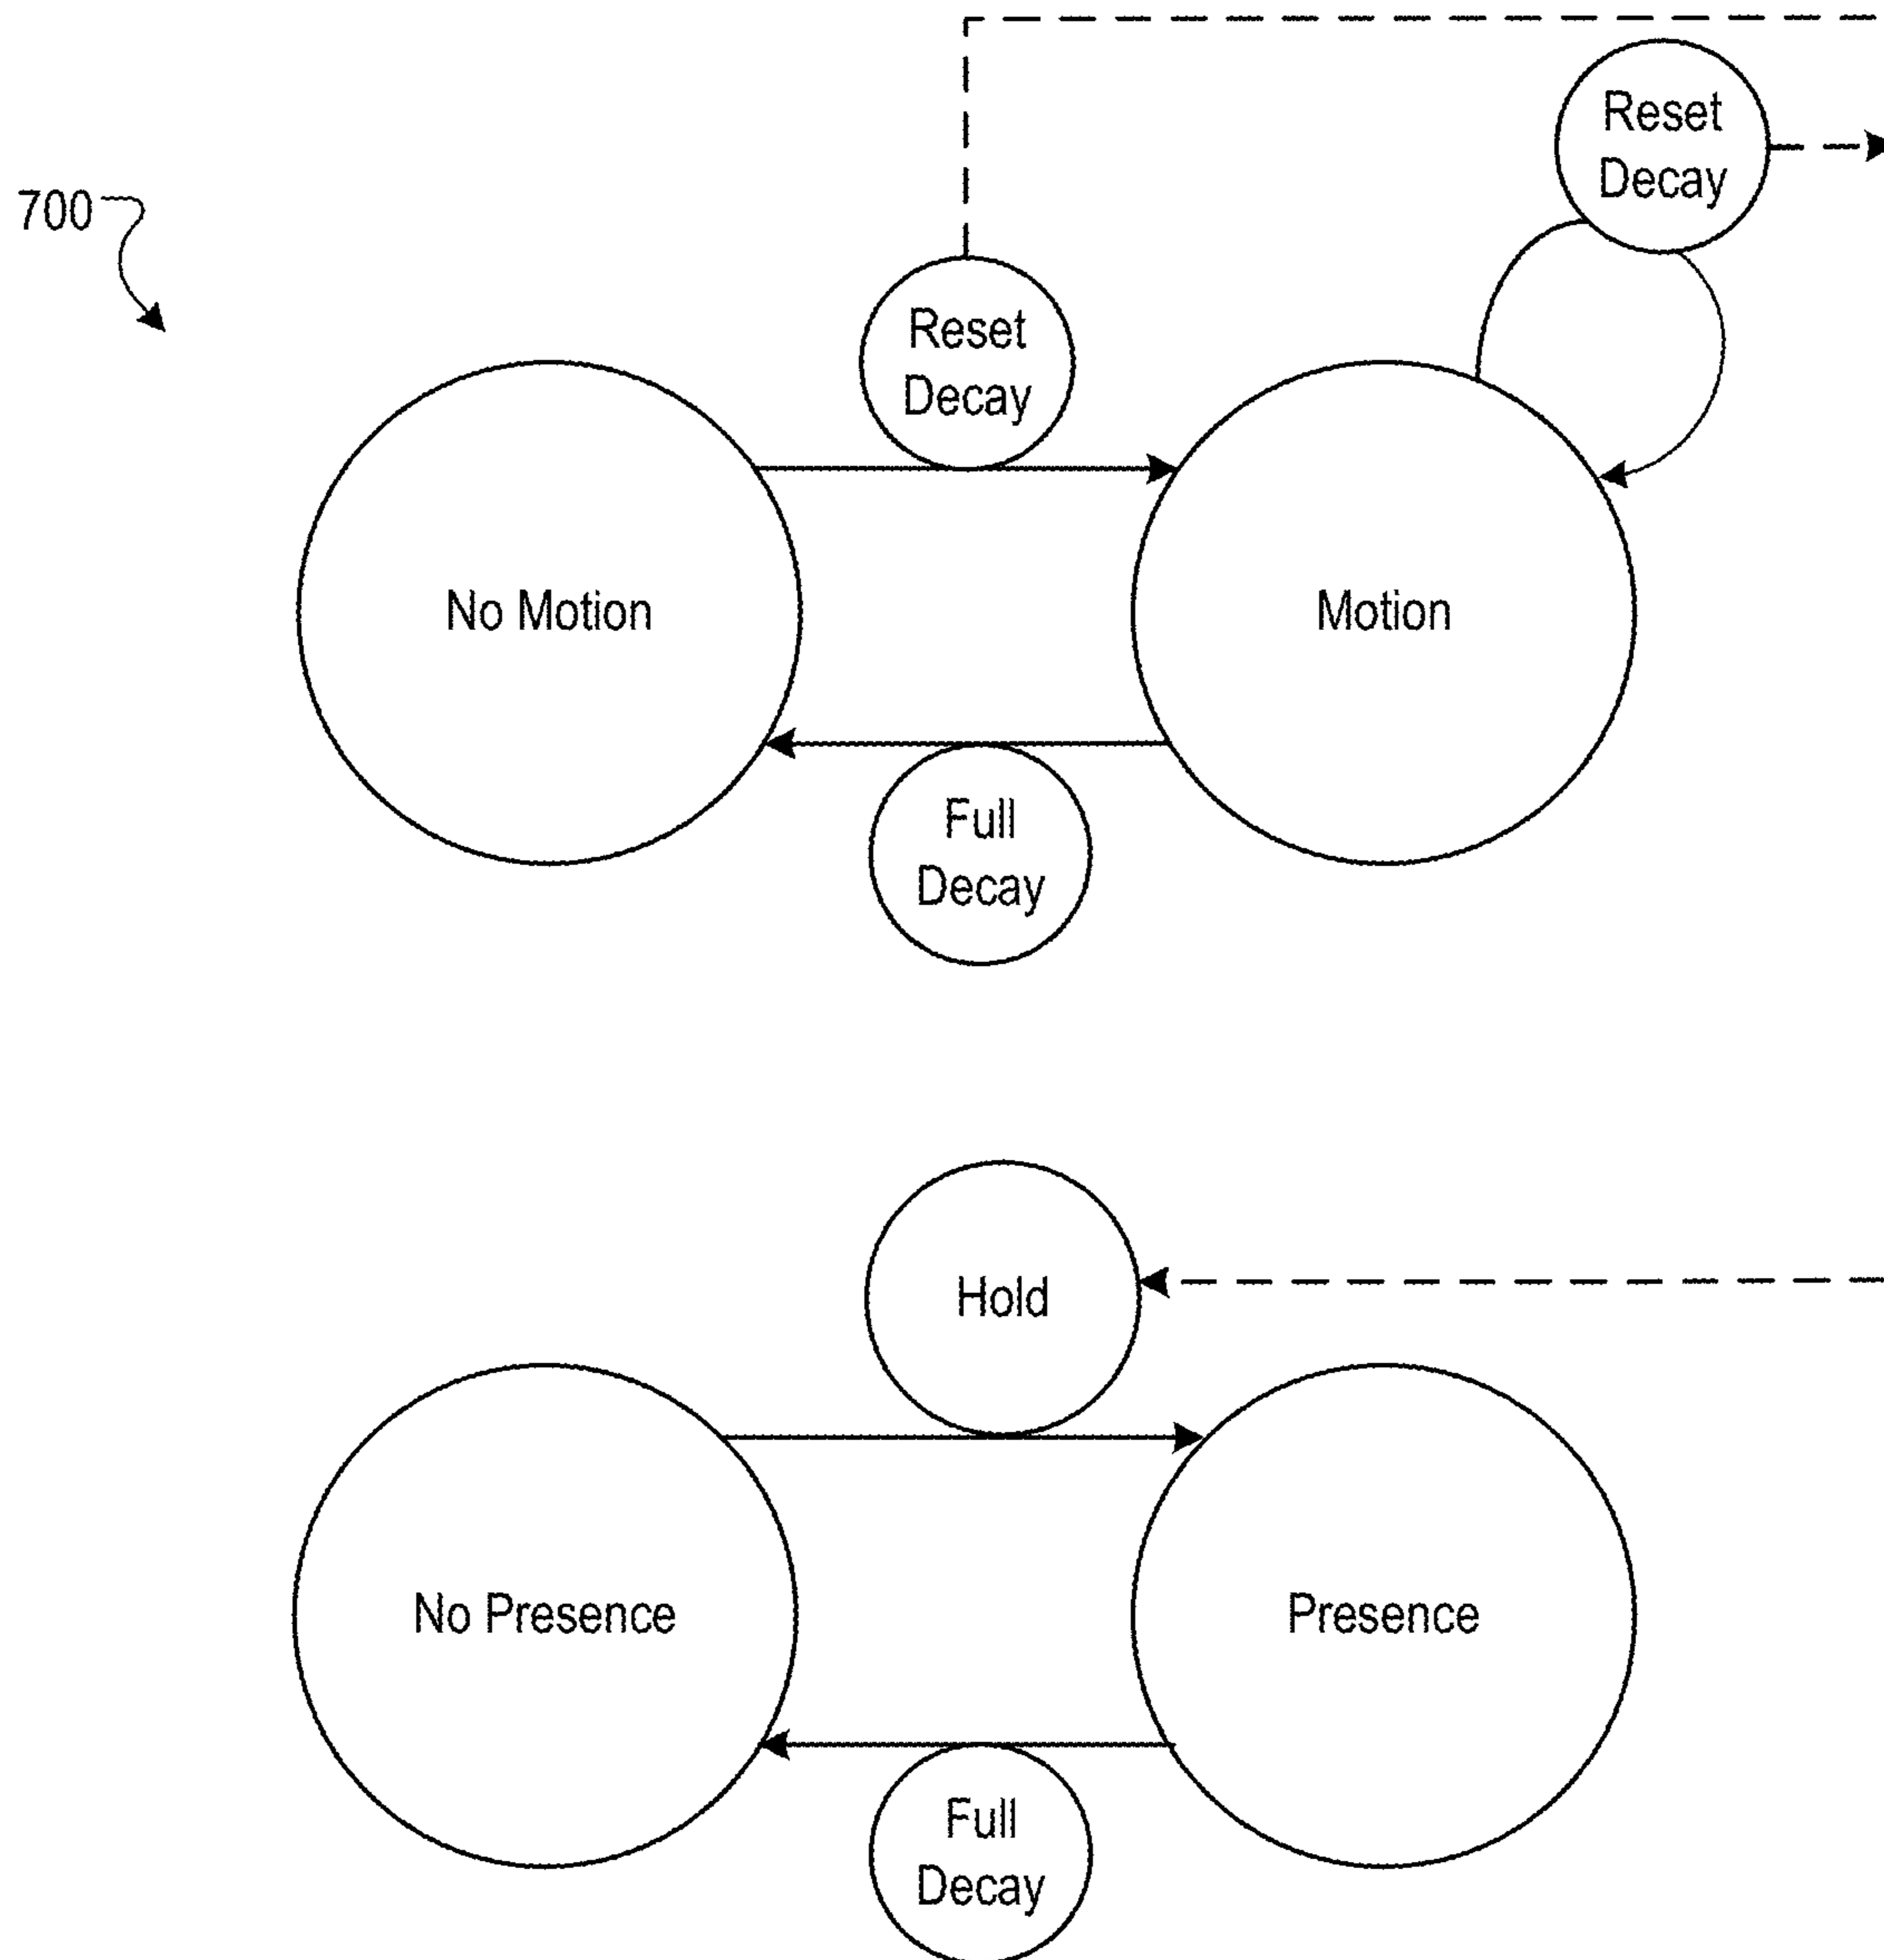 Reset
Decay
700
Reset
Decay
No Motion
Motion
Full
Decay
Hold
No Presence
Presence
Full
Decay